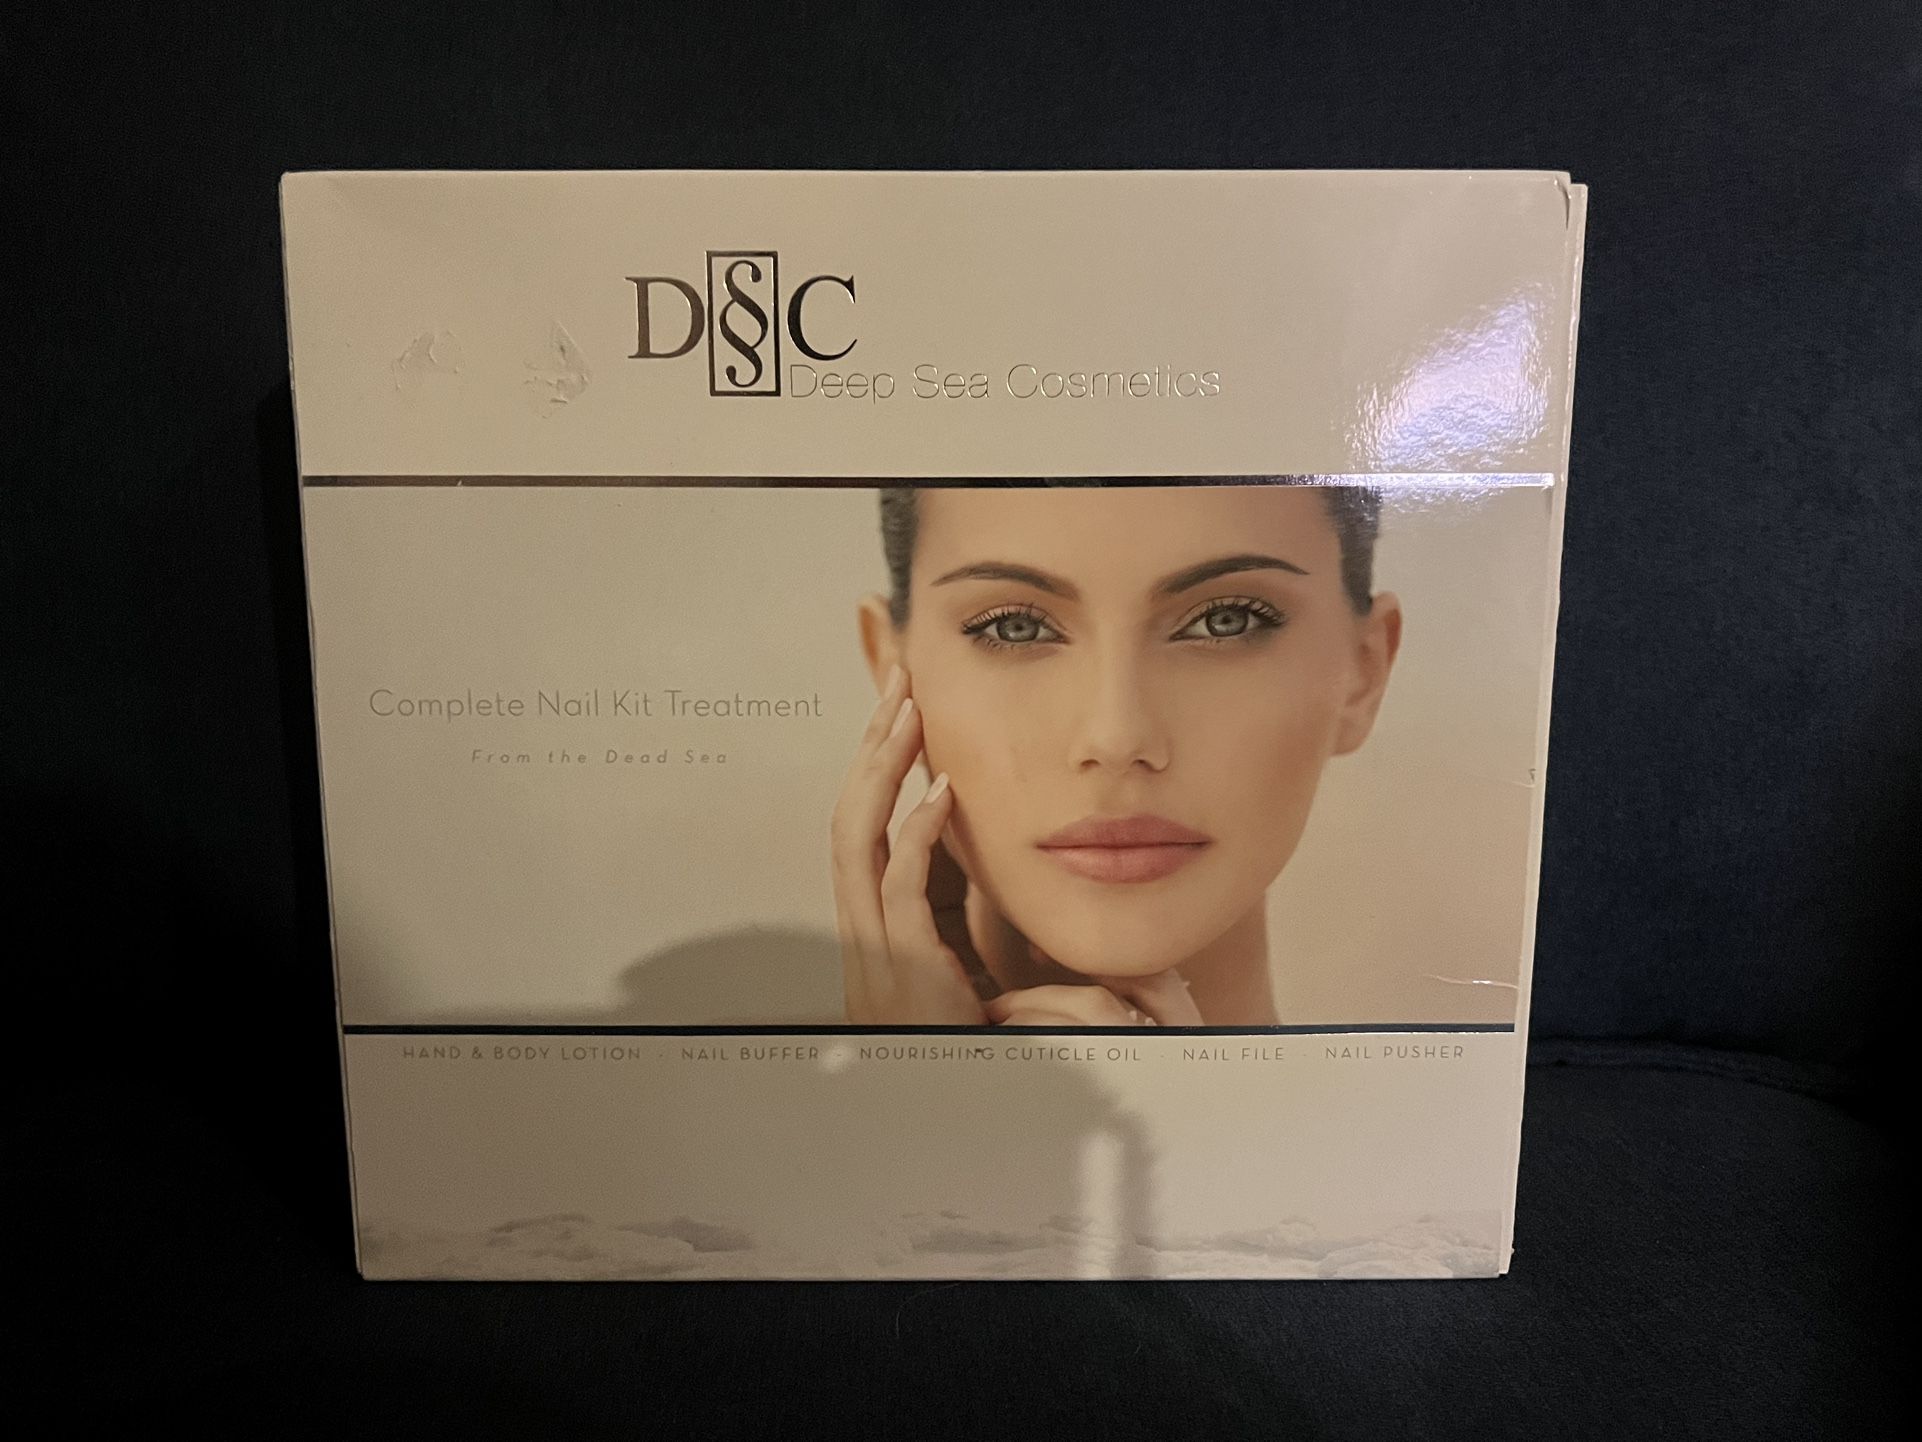 D§C
Deep Sea Cosmetics
Complete Nail Kit Treatment
From the Dead Sea
HAND & BODY LOTION · NAIL BUFFER · NOURISHING CUTICLE OIL · NAIL FILE · NAIL PUSHER